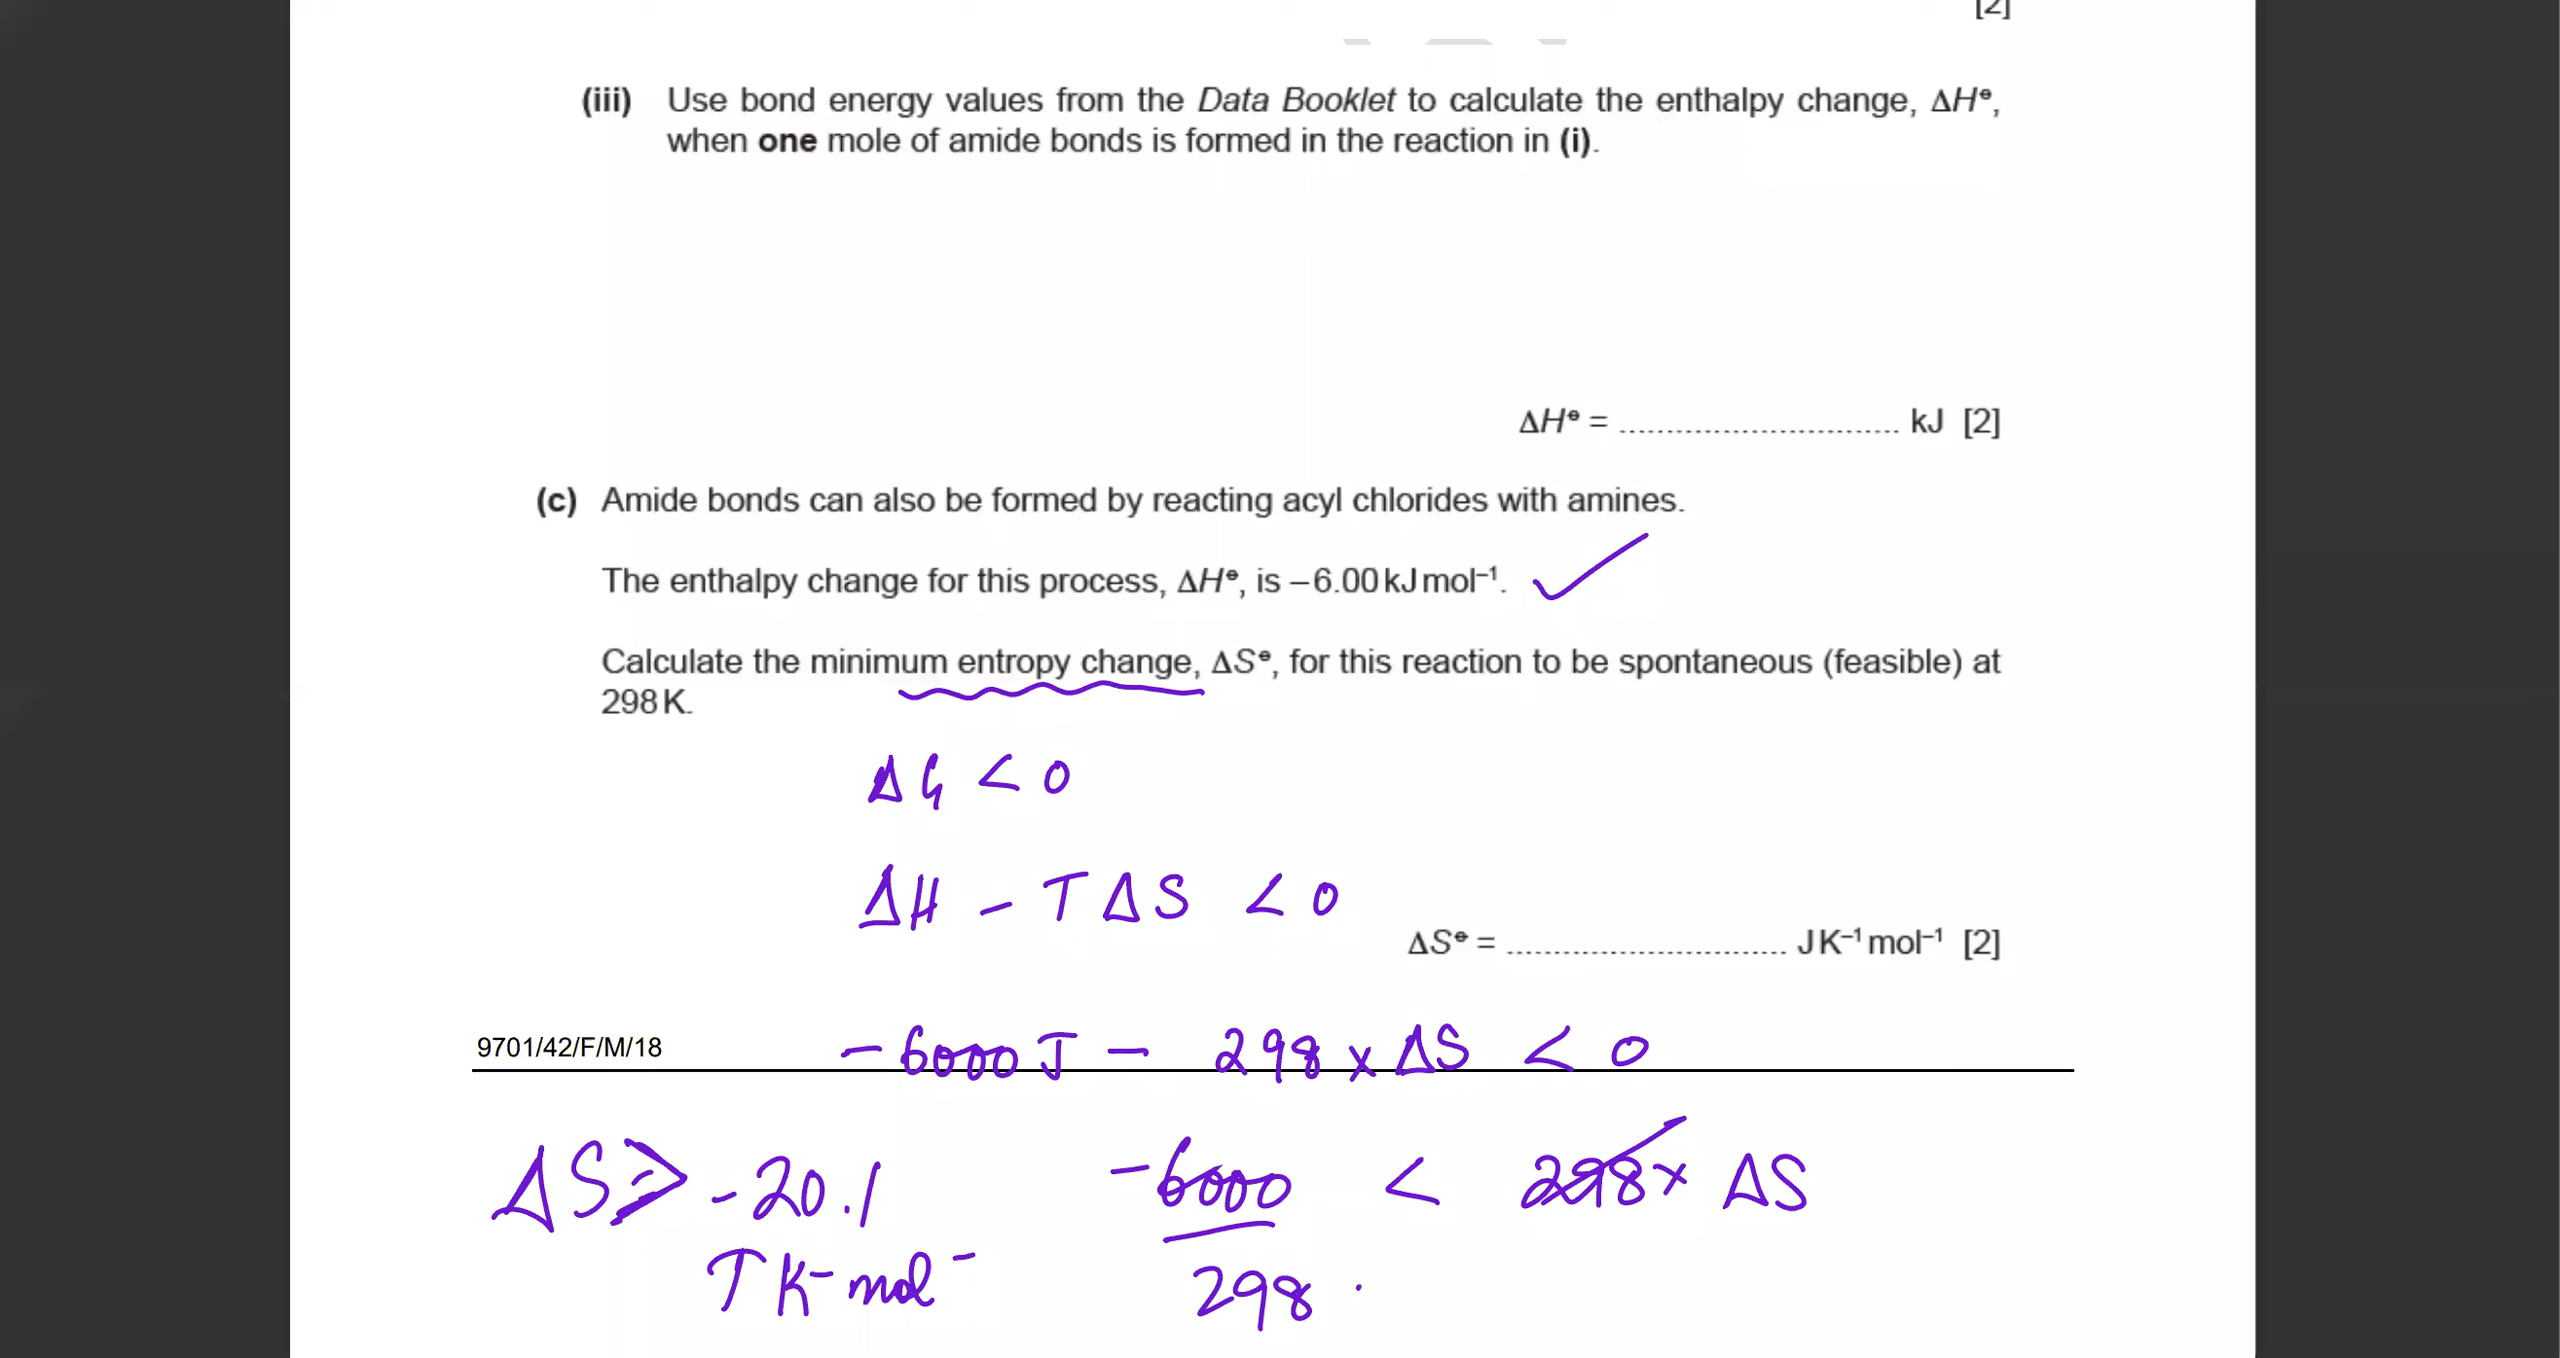 [2]
(iii) Use bond energy values from the Data Booklet to calculate the enthalpy change, ΔH⦵,
when one mole of amide bonds is formed in the reaction in (i).
ΔH⦵ = .............................. kJ [2]
(c) Amide bonds can also be formed by reacting acyl chlorides with amines.
The enthalpy change for this process, ΔH⦵, is –6.00 kJ mol⁻¹. ✓
Calculate the minimum entropy change, ΔS⦵, for this reaction to be spontaneous (feasible) at
298 K.
ΔG < 0
ΔH - TΔS < 0
ΔS⦵ = .............................. J K⁻¹ mol⁻¹ [2]
9701/42/F/M/18
-6000 J - 298 x ΔS < 0
-6000 < 298 x ΔS
298 .
ΔS ≥ -20.1
J K⁻ mol⁻